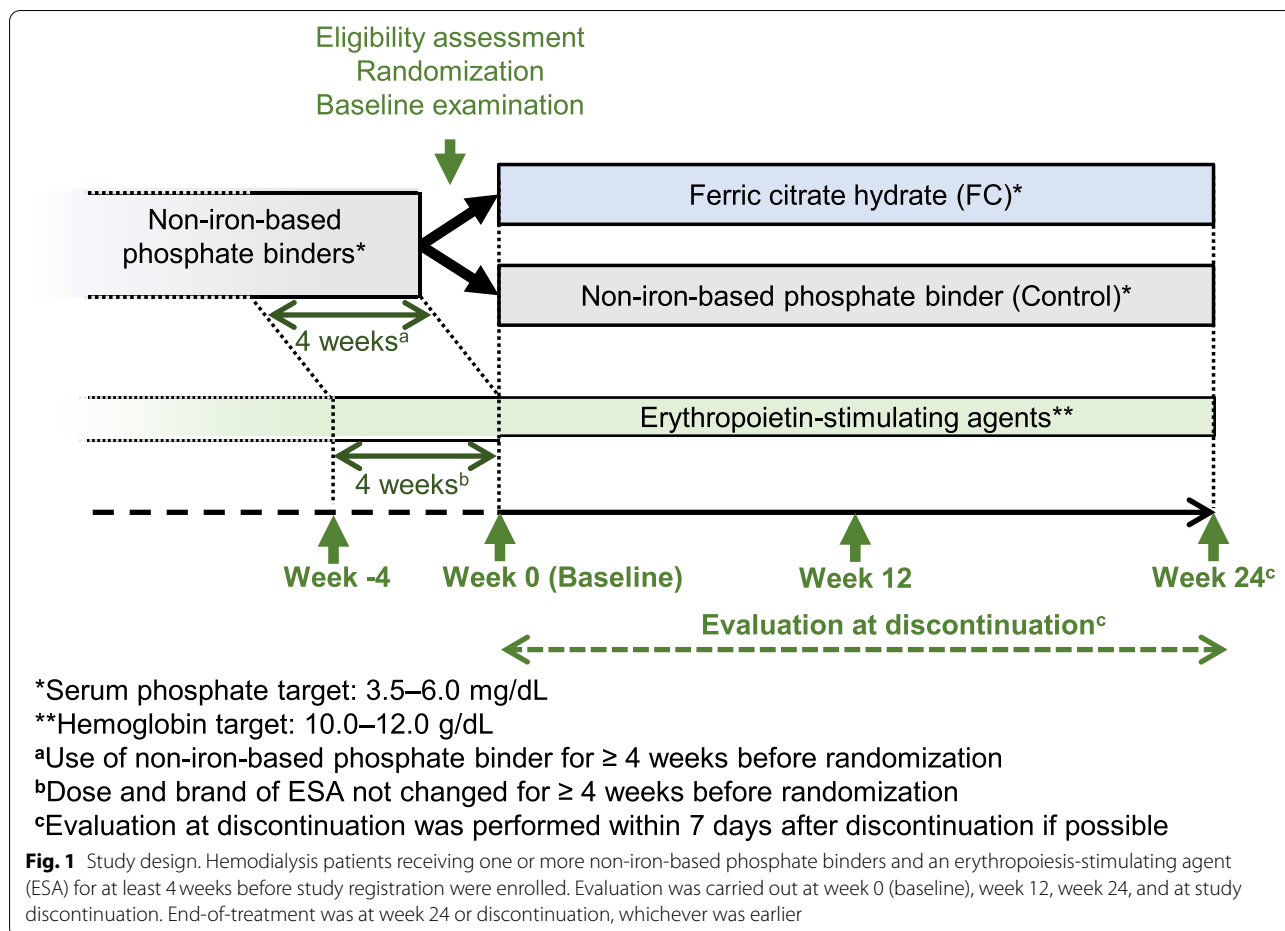 Eligibility assessment
Randomization
Baseline examination
Non-iron-based
phosphate binders*
Ferric citrate hydrate (FC)*
Non-iron-based phosphate binder (Control)*
4 weeksᵃ
Erythropoietin-stimulating agents**
4 weeksᵇ
Week -4
Week 0 (Baseline)
Week 12
Week 24ᶜ
Evaluation at discontinuationᶜ
*Serum phosphate target: 3.5–6.0 mg/dL
**Hemoglobin target: 10.0–12.0 g/dL
ᵃUse of non-iron-based phosphate binder for ≥ 4 weeks before randomization
ᵇDose and brand of ESA not changed for ≥ 4 weeks before randomization
ᶜEvaluation at discontinuation was performed within 7 days after discontinuation if possible
Fig. 1 Study design. Hemodialysis patients receiving one or more non-iron-based phosphate binders and an erythropoiesis-stimulating agent
(ESA) for at least 4 weeks before study registration were enrolled. Evaluation was carried out at week 0 (baseline), week 12, week 24, and at study
discontinuation. End-of-treatment was at week 24 or discontinuation, whichever was earlier